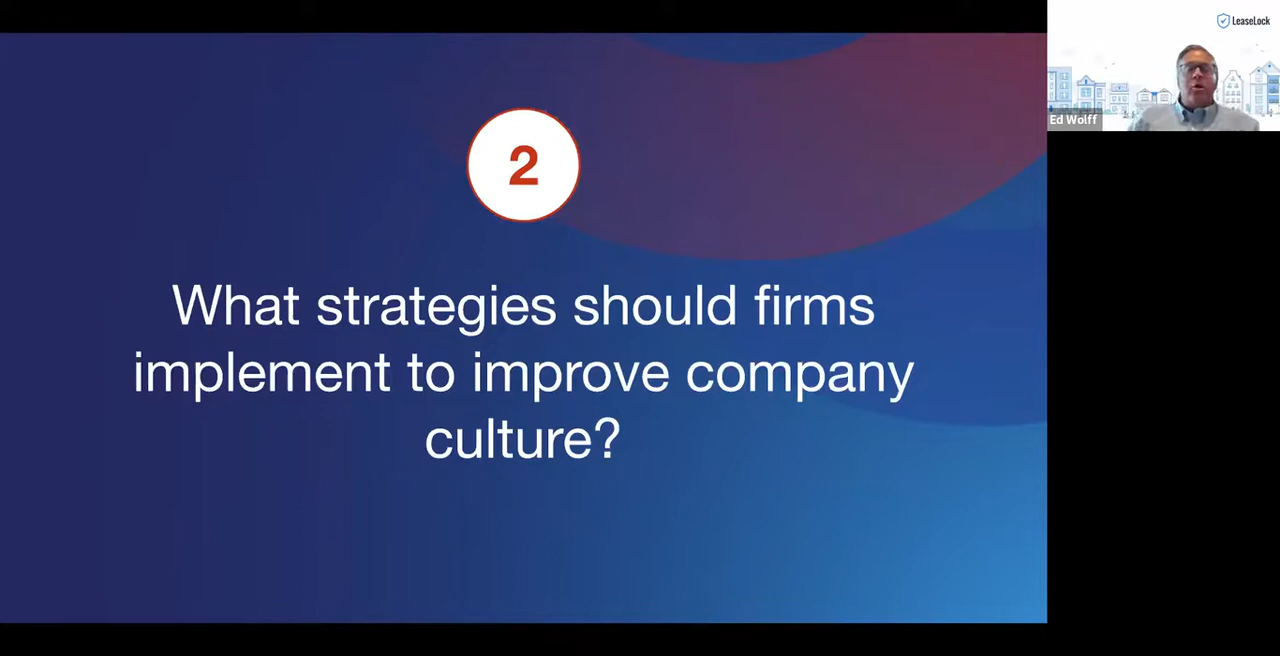 2
What strategies should firms
implement to improve company
culture?
LeaseLock
Ed Wolff